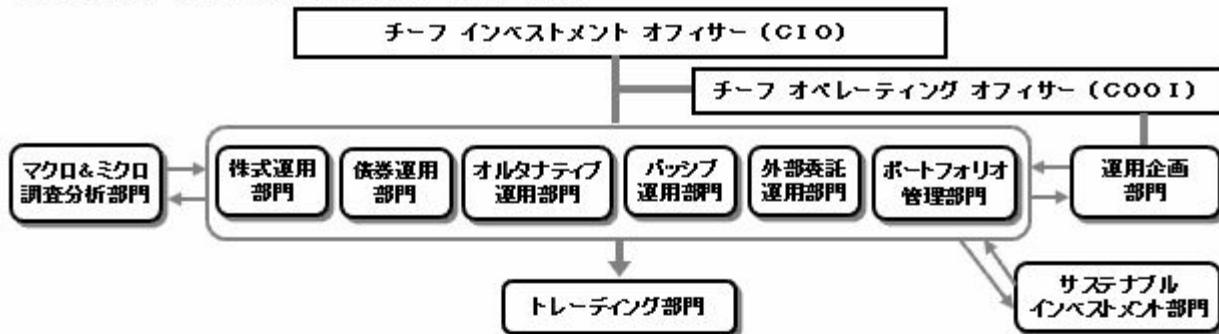 チーフ インベストメント オフィサー (CIO)
チーフ オペレーティング オフィサー (COOI)
マクロ&ミクロ
調査分析部門
株式運用
部門
債券運用
部門
オルタナティブ
運用部門
パッシブ
運用部門
外部委託
運用部門
ポートフォリオ
管理部門
運用企画
部門
トレーディング部門
サステナブル
インベストメント部門